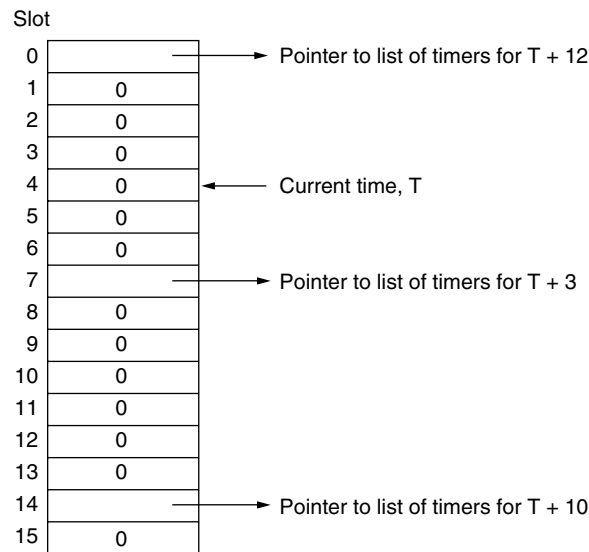 Slot
0 Pointer to list of timers for T + 12
1 0
2 0
3 0
4 0 Current time, T
5 0
6 0
7 Pointer to list of timers for T + 3
8 0
9 0
10 0
11 0
12 0
13 0
14 Pointer to list of timers for T + 10
15 0